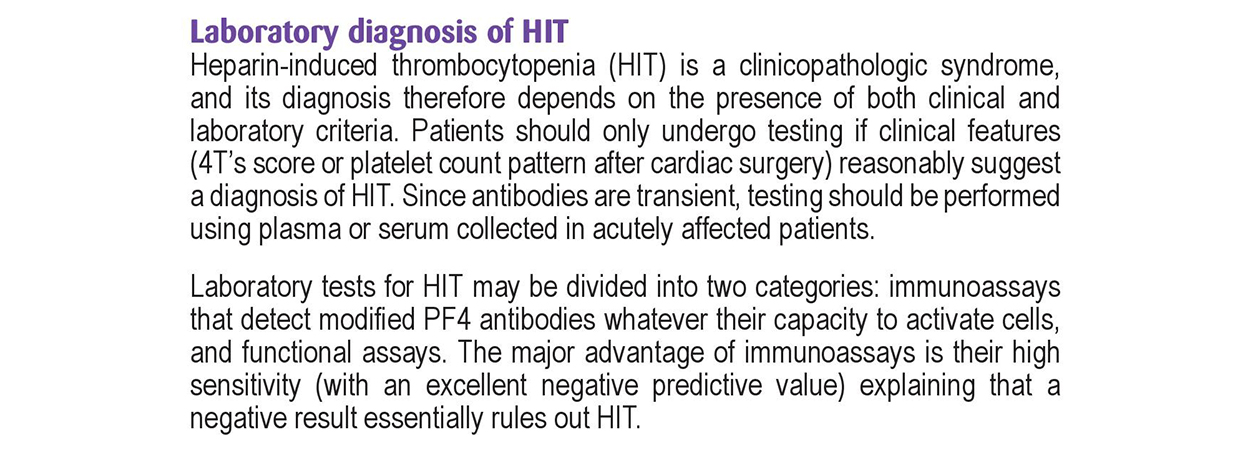 Laboratory diagnosis of HIT
Heparin-induced thrombocytopenia (HIT) is a clinicopathologic syndrome,
and its diagnosis therefore depends on the presence of both clinical and
laboratory criteria. Patients should only undergo testing if clinical features
(4T’s score or platelet count pattern after cardiac surgery) reasonably suggest
a diagnosis of HIT. Since antibodies are transient, testing should be performed
using plasma or serum collected in acutely affected patients.
Laboratory tests for HIT may be divided into two categories: immunoassays
that detect modified PF4 antibodies whatever their capacity to activate cells,
and functional assays. The major advantage of immunoassays is their high
sensitivity (with an excellent negative predictive value) explaining that a
negative result essentially rules out HIT.